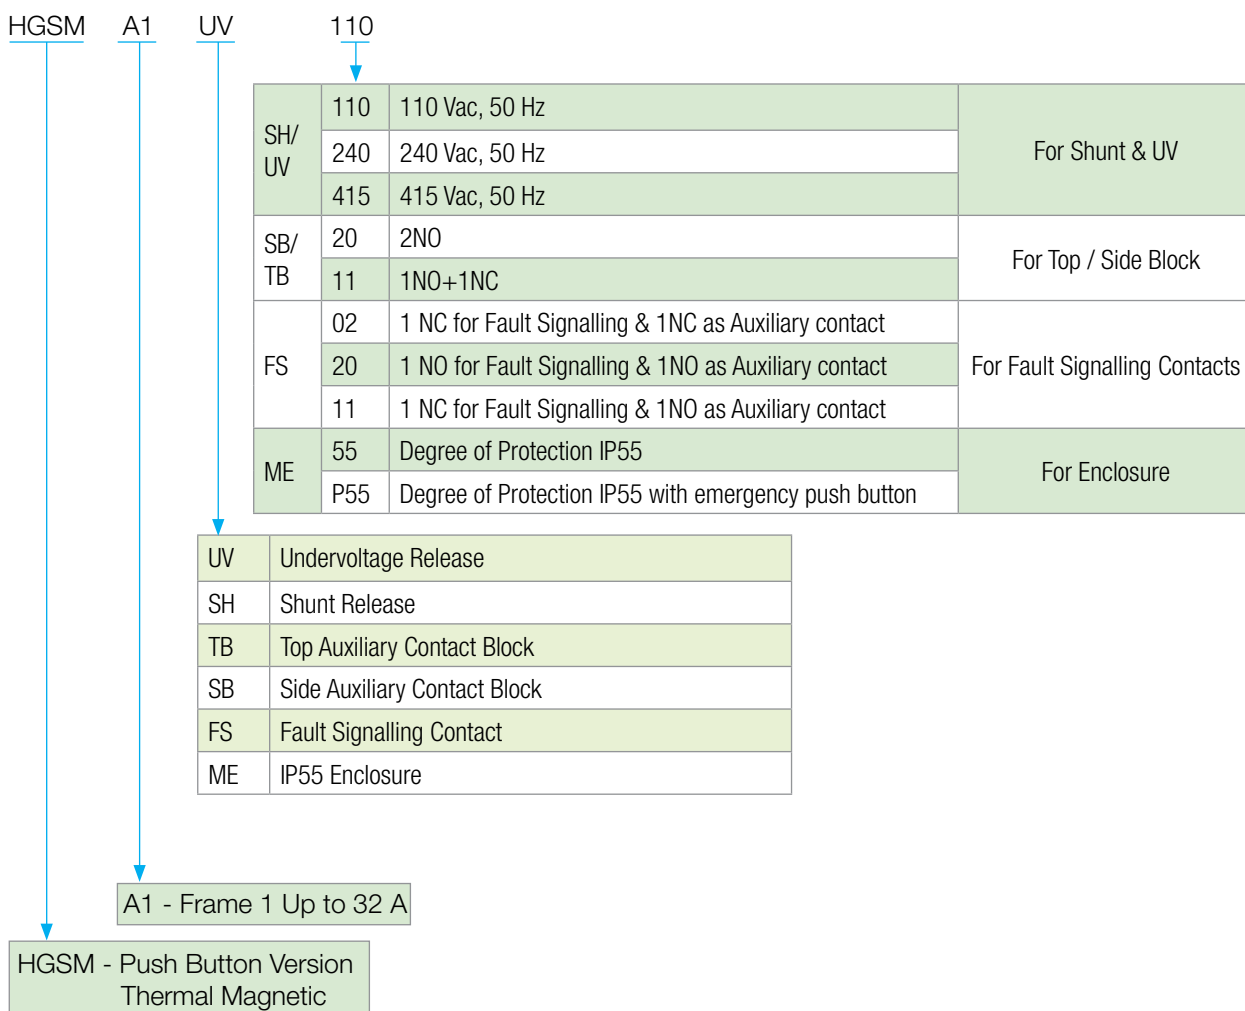 HGSM A1 UV 110
SH/ UV
110 110 Vac, 50 Hz
240 240 Vac, 50 Hz
415 415 Vac, 50 Hz
For Shunt & UV
SB/ TB
20 2NO
11 1NO+1NC
For Top / Side Block
FS
02 1 NC for Fault Signalling & 1NC as Auxiliary contact
20 1 NO for Fault Signalling & 1NO as Auxiliary contact
11 1 NC for Fault Signalling & 1NO as Auxiliary contact
For Fault Signalling Contacts
ME
55 Degree of Protection IP55
P55 Degree of Protection IP55 with emergency push button
For Enclosure
UV Undervoltage Release
SH Shunt Release
TB Top Auxiliary Contact Block
SB Side Auxiliary Contact Block
FS Fault Signalling Contact
ME IP55 Enclosure
A1 - Frame 1 Up to 32 A
HGSM - Push Button Version
Thermal Magnetic